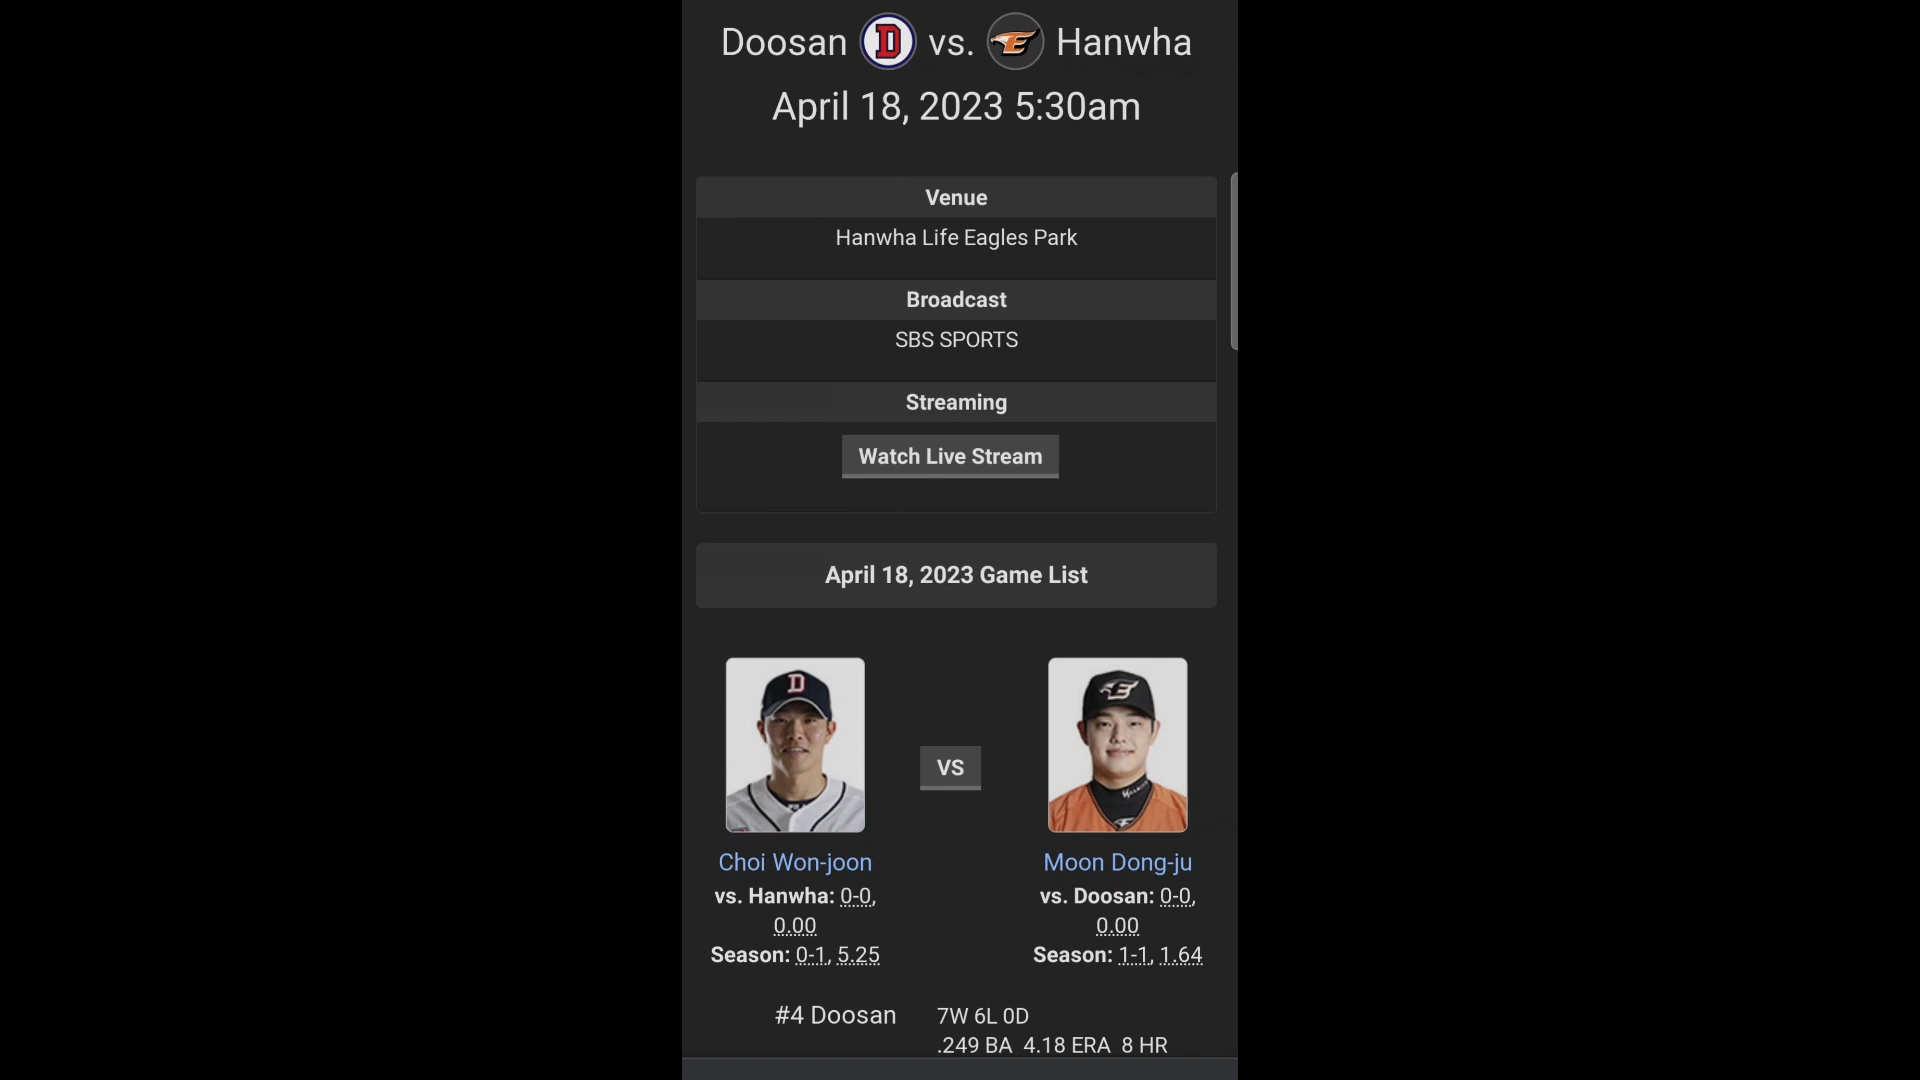 Doosan D vs. E Hanwha
April 18, 2023 5:30am
Venue
Hanwha Life Eagles Park
Broadcast
SBS SPORTS
Streaming
Watch Live Stream
April 18, 2023 Game List
D
E
VS
Choi Won-joon
vs. Hanwha: 0-0,
0.00
Season: 0-1, 5.25
Moon Dong-ju
vs. Doosan: 0-0,
0.00
Season: 1-1, 1.64
#4 Doosan
7W 6L 0D
.249 BA 4.18 ERA 8 HR